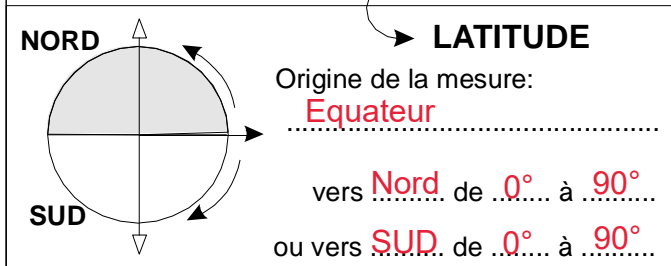 NORD
LATITUDE
Origine de la mesure:
Equateur
vers Nord de 0° à 90°
SUD
ou vers SUD de 0° à 90°